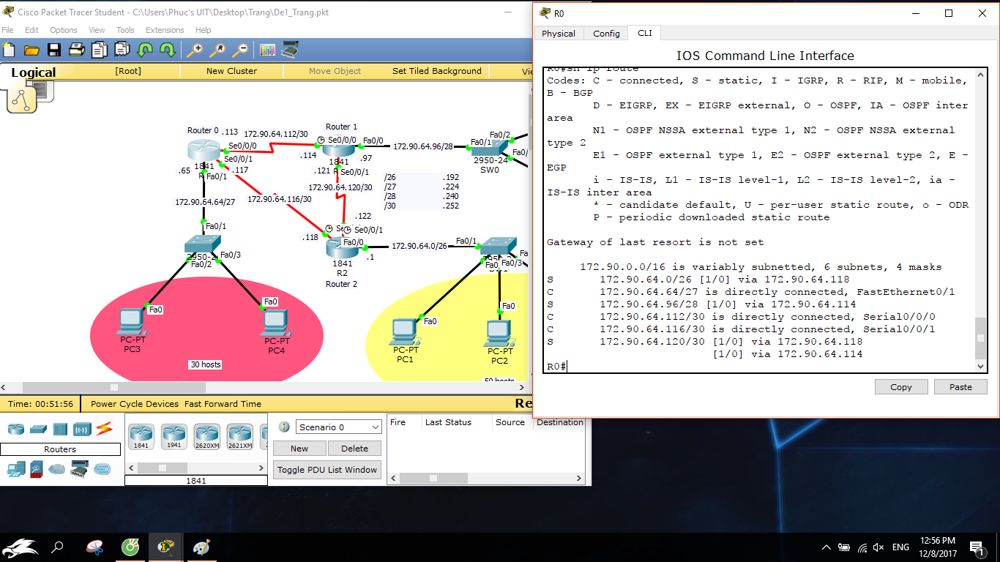 Cisco Packet Tracer Student - C:\Users\Phuc's UIT\Desktop\Trang\De1_Trang.pkt
File Edit Options View Tools Extensions Help
Logical [Root] New Cluster Move Object Set Tiled Background
Router 0
.113
172.90.64.112/30
Router 1
Se0/0/0
Se0/0/0
Fa0/0
Fa0/1
Fa0/2
172.90.64.96/28
Se0/0/1
.114
1841
.97
2950-24
SW0
1841
.65
Fa0/1
.117
.121
Se0/0/1
172.90.64.120/30
172.90.64.64/27
172.90.64.116/30
/26 .192
/27 .224
/28 .240
/30 .252
.122
Fa0/1
.118
Se0/0/1
Fa0/0
172.90.64.0/26
Fa0/1
.1
1841
R2
Router 2
Fa0/2
Fa0/3
Fa0/3
Fa0
Fa0
PC-PT
PC3
PC-PT
PC4
30 hosts
Fa0
Fa0
PC-PT
PC1
PC-PT
PC2
Time: 00:51:56 Power Cycle Devices Fast Forward Time
Routers
1841 1941 2620XM 2621XM
1841
Scenario 0
New Delete
Toggle PDU List Window
Fire Last Status Source Destination
R0
Physical Config CLI
IOS Command Line Interface
R0#sh ip route
Codes: C - connected, S - static, I - IGRP, R - RIP, M - mobile,
B - BGP
D - EIGRP, EX - EIGRP external, O - OSPF, IA - OSPF inter
area
N1 - OSPF NSSA external type 1, N2 - OSPF NSSA external
type 2
E1 - OSPF external type 1, E2 - OSPF external type 2, E -
EGP
i - IS-IS, L1 - IS-IS level-1, L2 - IS-IS level-2, ia -
IS-IS inter area
* - candidate default, U - per-user static route, o - ODR
P - periodic downloaded static route
Gateway of last resort is not set
172.90.0.0/16 is variably subnetted, 6 subnets, 4 masks
S 172.90.64.0/26 [1/0] via 172.90.64.118
C 172.90.64.64/27 is directly connected, FastEthernet0/1
S 172.90.64.96/28 [1/0] via 172.90.64.114
C 172.90.64.112/30 is directly connected, Serial0/0/0
C 172.90.64.116/30 is directly connected, Serial0/0/1
S 172.90.64.120/30 [1/0] via 172.90.64.118
[1/0] via 172.90.64.114
R0#
Copy Paste
ENG
12:56 PM
12/8/2017
1